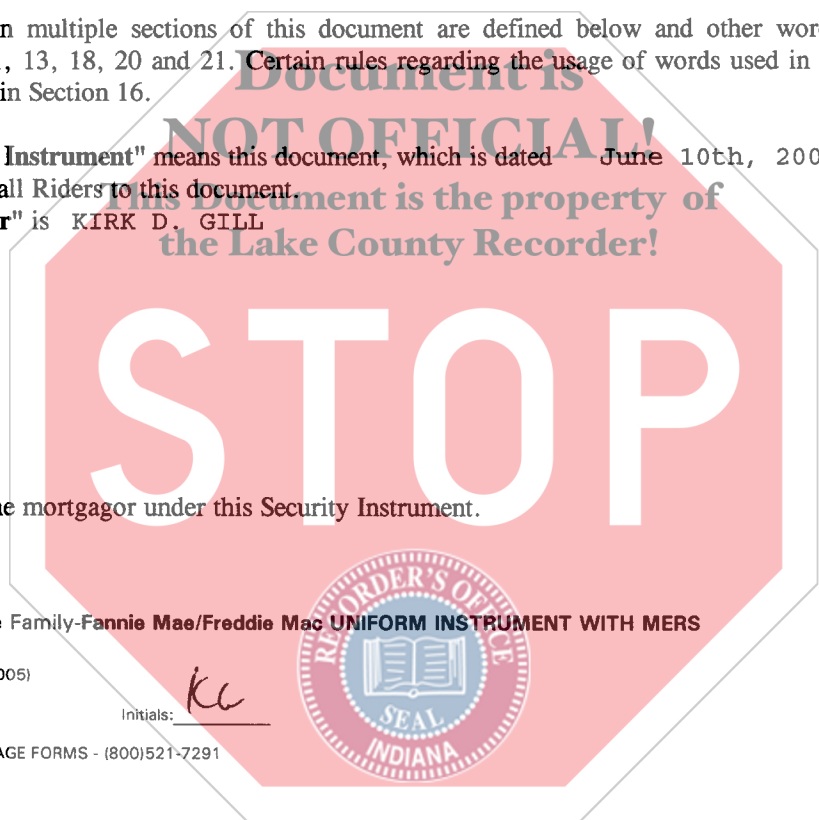 n multiple sections of this document are defined below and other wor
, 13, 18, 20 and 21. Certain rules regarding the usage of words used in
in Section 16.
Document is
NOT OFFICIAL!
This Document is the property of
the Lake County Recorder!
Instrument" means this document, which is dated June 10th, 200
all Riders to this document.
r" is KIRK D. GILL
STOP
e mortgagor under this Security Instrument.
RECORDER'S OFFICE
SEAL
INDIANA
e Family-Fannie Mae/Freddie Mac UNIFORM INSTRUMENT WITH MERS
005)
Initials:
AGE FORMS - (800)521-7291